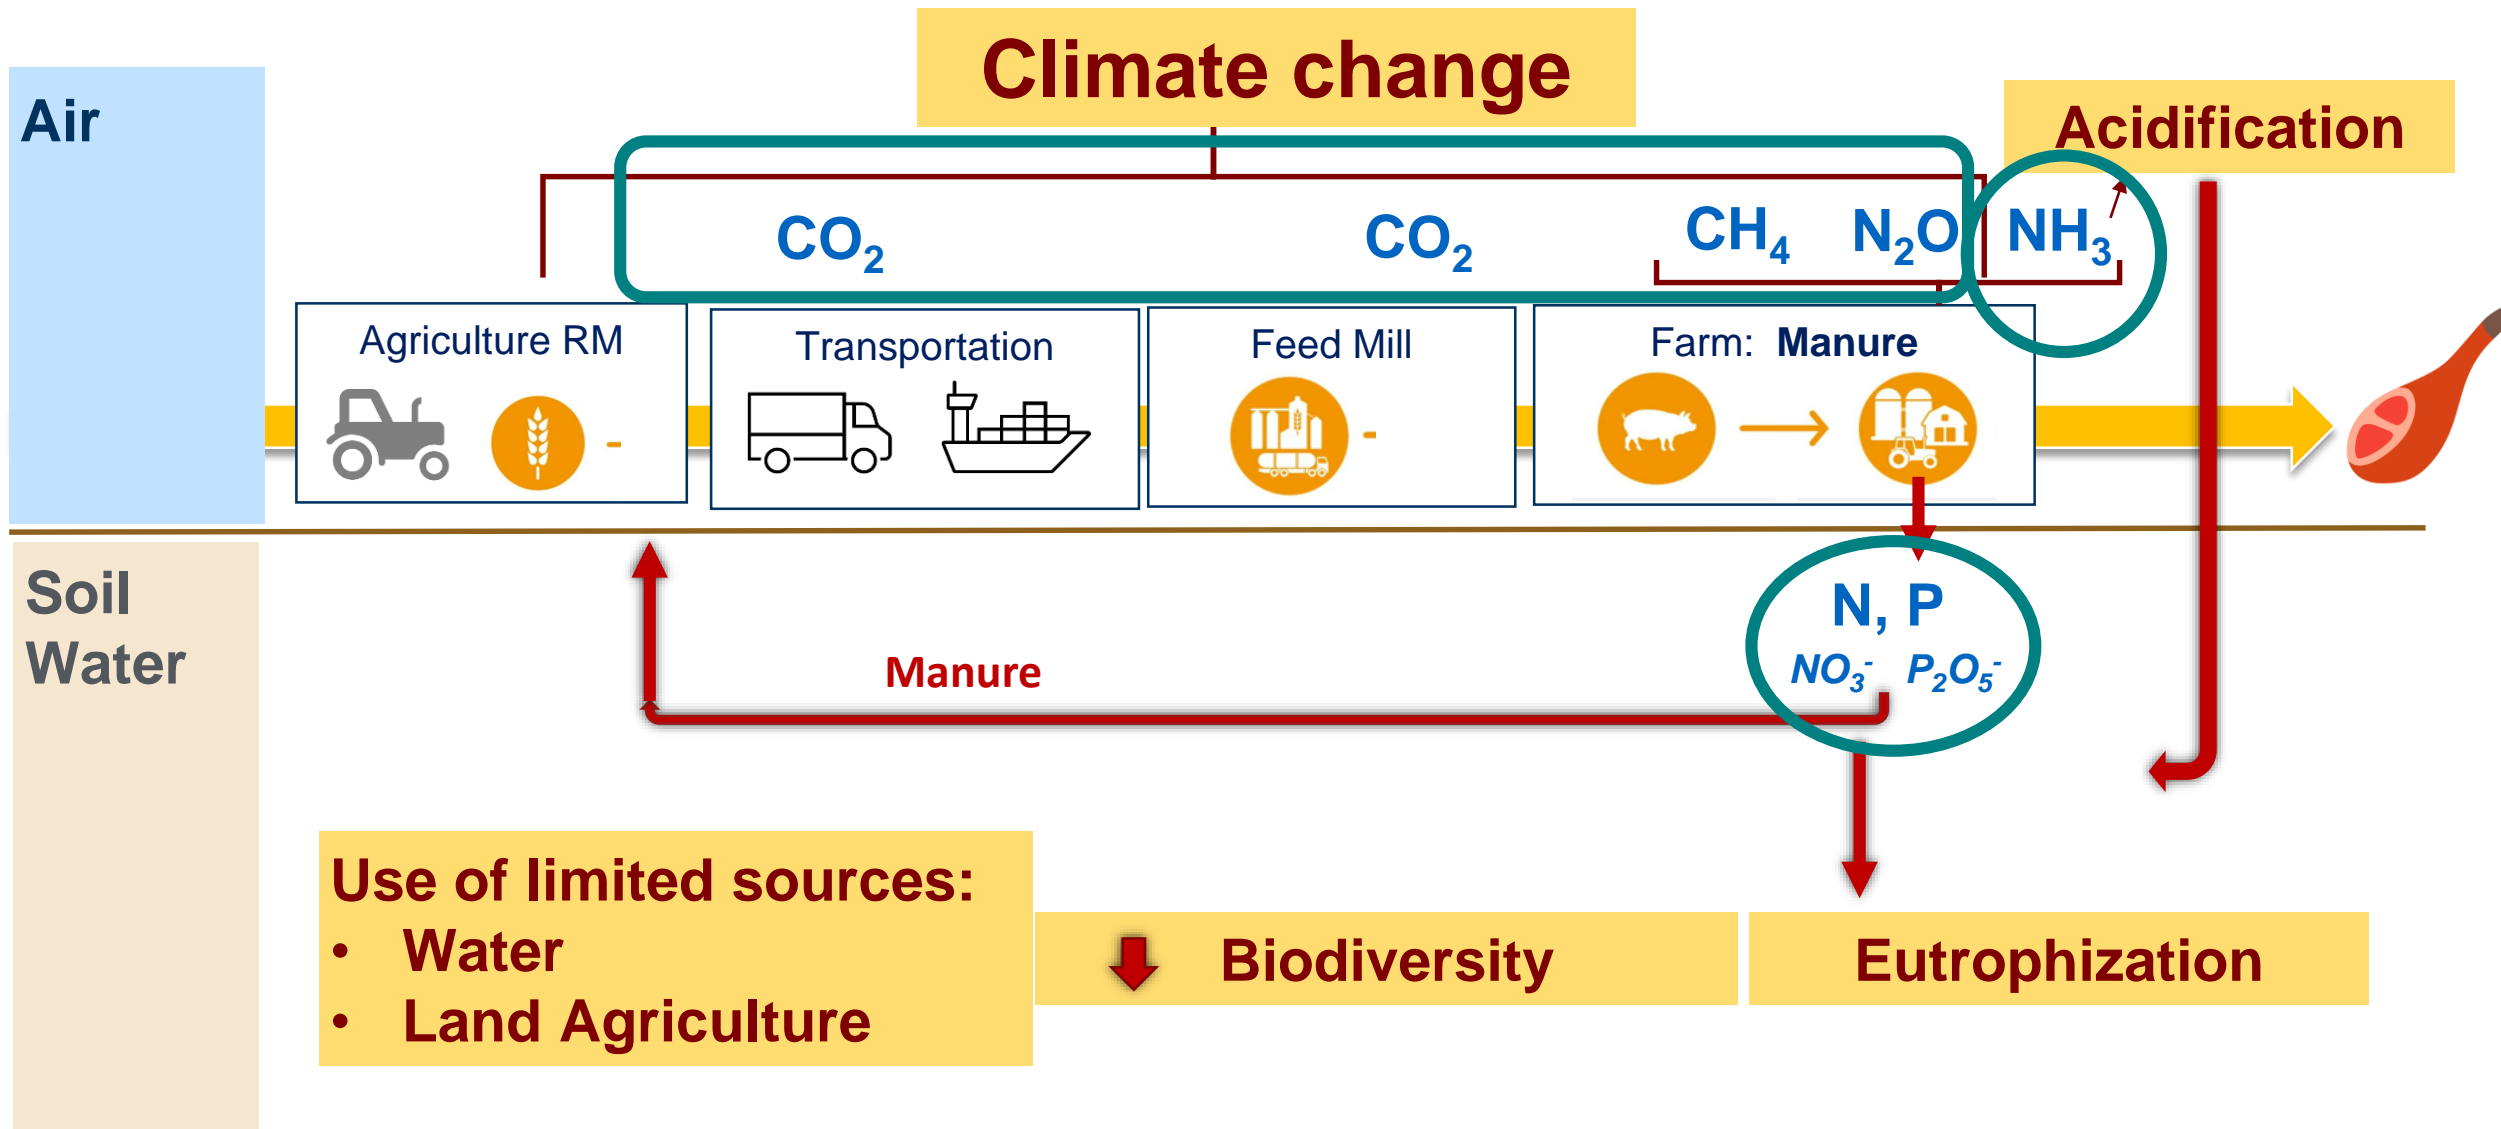 Climate change
Air
Acidification
CO₂
CO₂
CH₄
N₂O
NH₃
Agriculture RM
Transportation
Feed Mill
Farm: Manure
Soil
Water
N, P
NO₃⁻ P₂O₅⁻
Manure
Use of limited sources:
• Water
• Land Agriculture
Biodiversity
Eutrophization